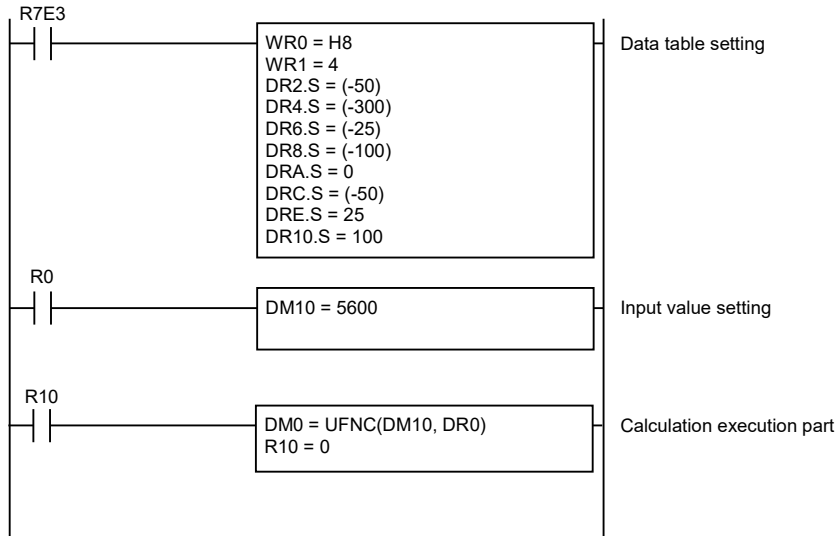 R7E3
WR0 = H8
WR1 = 4
DR2.S = (-50)
DR4.S = (-300)
DR6.S = (-25)
DR8.S = (-100)
DRA.S = 0
DRC.S = (-50)
DRE.S = 25
DR10.S = 100
Data table setting
R0
DM10 = 5600
Input value setting
R10
DM0 = UFNC(DM10, DR0)
R10 = 0
Calculation execution part